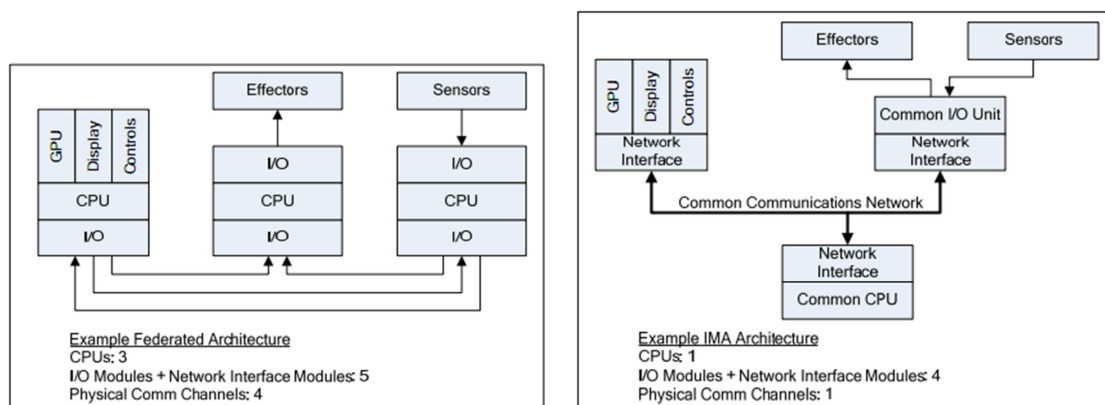 Effectors
Sensors
GPU
Display
Controls
I/O
I/O
CPU
CPU
CPU
I/O
I/O
I/O
Example Federated Architecture
CPUs: 3
I/O Modules + Network Interface Modules: 5
Physical Comm Channels: 4
Effectors
Sensors
GPU
Display
Controls
Common I/O Unit
Network
Interface
Network
Interface
Common Communications Network
Network
Interface
Common CPU
Example IMA Architecture
CPUs: 1
I/O Modules + Network Interface Modules: 4
Physical Comm Channels: 1